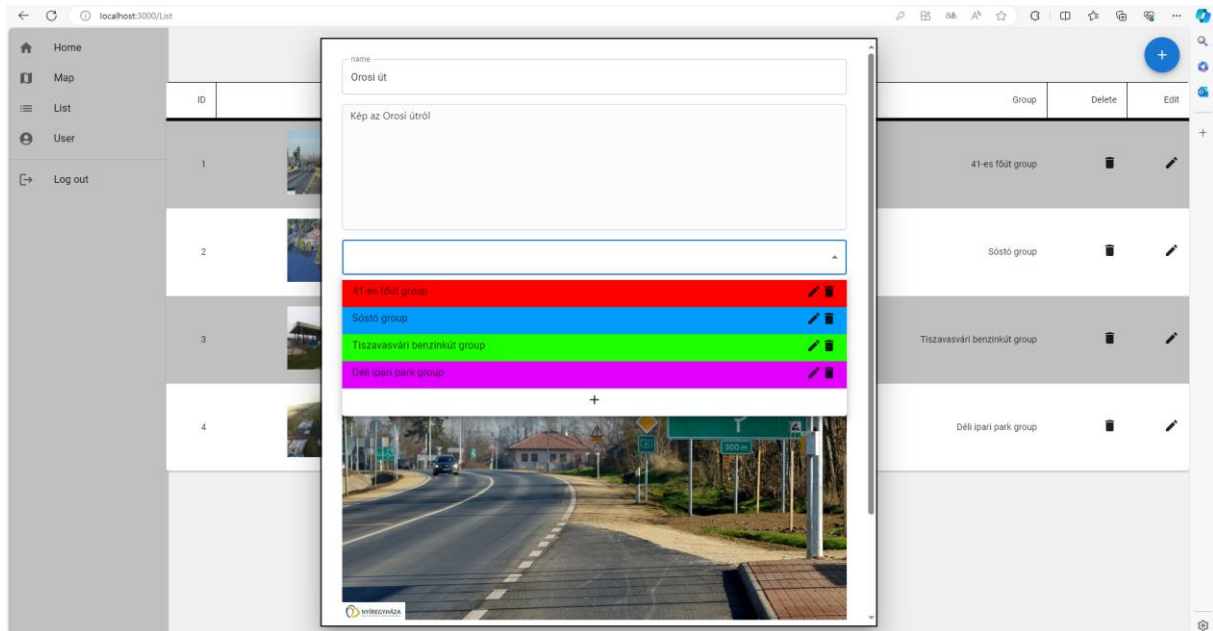 localhost:3000/List
Home
Map
List
User
Log out
ID
Group
Delete
Edit
1
41-es főút group
2
Sóstó group
3
Tiszavasvári benzinkút group
4
Déli ipari park group
name
Orosi út
Kép az Orosi útról
41-es főút group
Sóstó group
Tiszavasvári benzinkút group
Déli ipari park group
+
300 m
NYÍREGYHÁZA